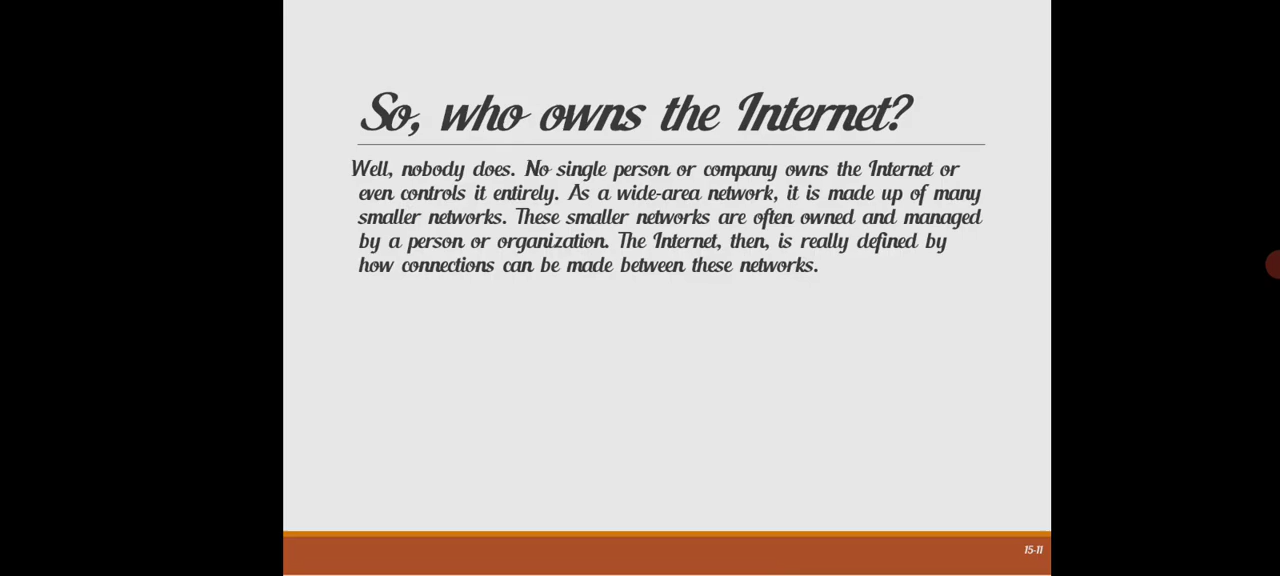 So, who owns the Internet?
Well, nobody does. No single person or company owns the Internet or
even controls it entirely. As a wide-area network, it is made up of many
smaller networks. These smaller networks are often owned and managed
by a person or organization. The Internet, then, is really defined by
how connections can be made between these networks.
15-11